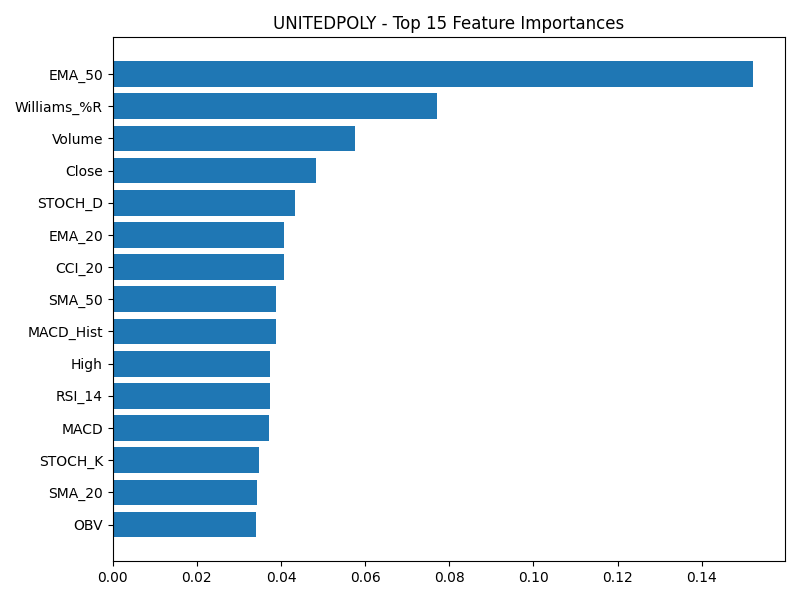 UNITEDPOLY - Top 15 Feature Importances
EMA_50
Williams_%R
Volume
Close
STOCH_D
EMA_20
CCI_20
SMA_50
MACD_Hist
High
RSI_14
MACD
STOCH_K
SMA_20
OBV
0.00 0.02 0.04 0.06 0.08 0.10 0.12 0.14